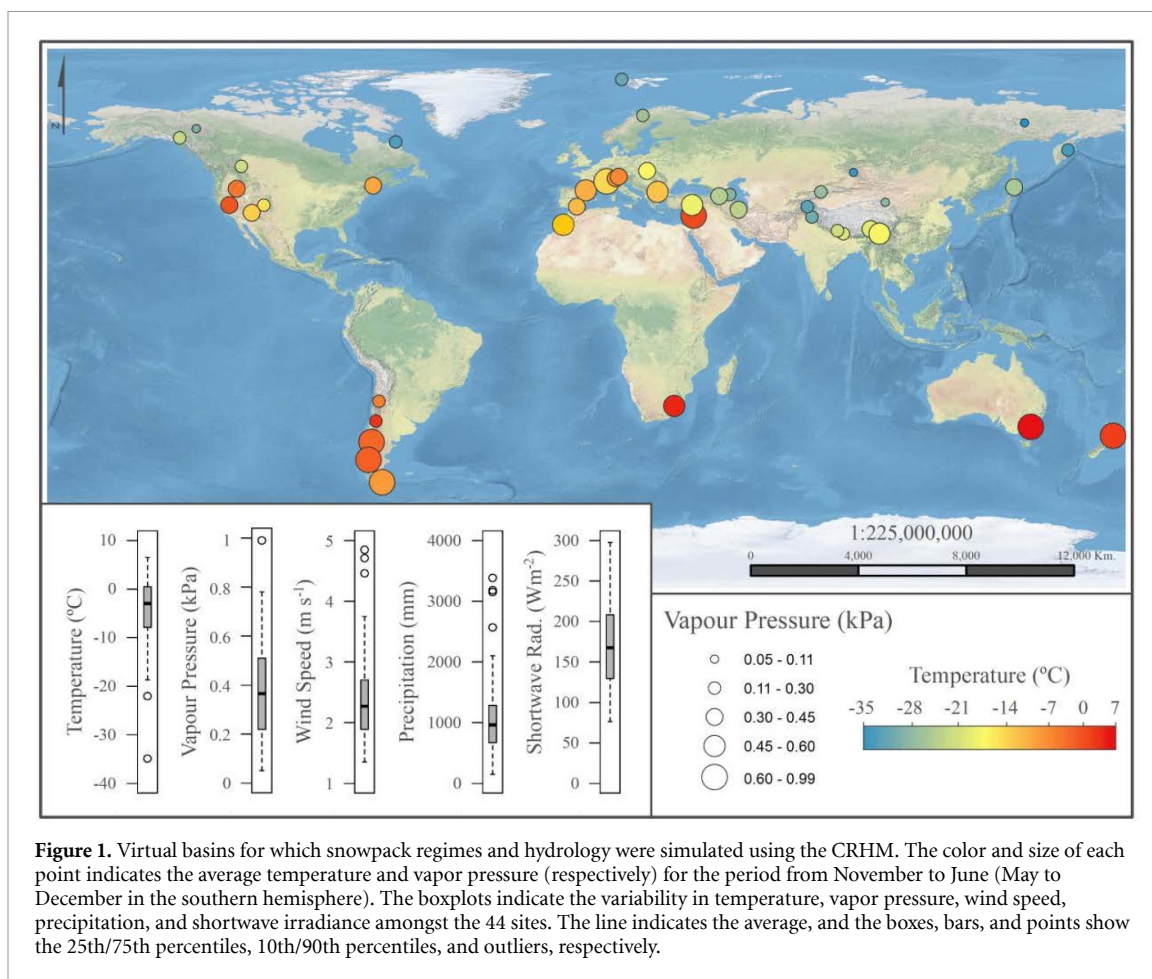 N
1:225,000,000
0 4,000 8,000 12,000 Km.
Temperature (ºC)
10
0
-10
-20
-30
-40
Vapour Pressure (kPa)
1
0.8
0.6
0.4
0.2
0
Wind Speed (m s⁻¹)
5
4
3
2
1
Precipitation (mm)
4000
3000
2000
1000
0
Shortwave Rad. (Wm⁻²)
300
250
200
150
100
50
0
Vapour Pressure (kPa)
0.05 - 0.11
0.11 - 0.30
0.30 - 0.45
0.45 - 0.60
0.60 - 0.99
Temperature (ºC)
-35 -28 -21 -14 -7 0 7
Figure 1. Virtual basins for which snowpack regimes and hydrology were simulated using the CRHM. The color and size of each
point indicates the average temperature and vapor pressure (respectively) for the period from November to June (May to
December in the southern hemisphere). The boxplots indicate the variability in temperature, vapor pressure, wind speed,
precipitation, and shortwave irradiance amongst the 44 sites. The line indicates the average, and the boxes, bars, and points show
the 25th/75th percentiles, 10th/90th percentiles, and outliers, respectively.